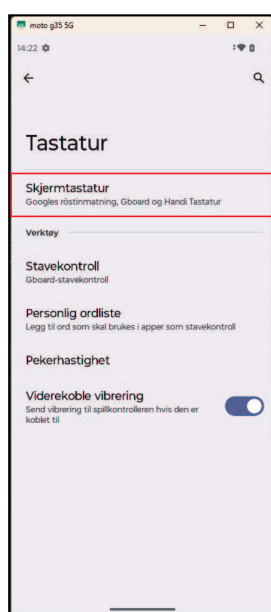 moto g35 5G
14:22
Tastatur
Skjermtastatur
Googles röstinmatning, Gboard og Handi Tastatur
Verktøy
Stavekontroll
Gboard-stavekontroll
Personlig ordliste
Legg til ord som skal brukes i apper som stavekontroll
Pekerhastighet
Viderekoble vibrering
Send vibrering til spillkontrolleren hvis den er
koblet til